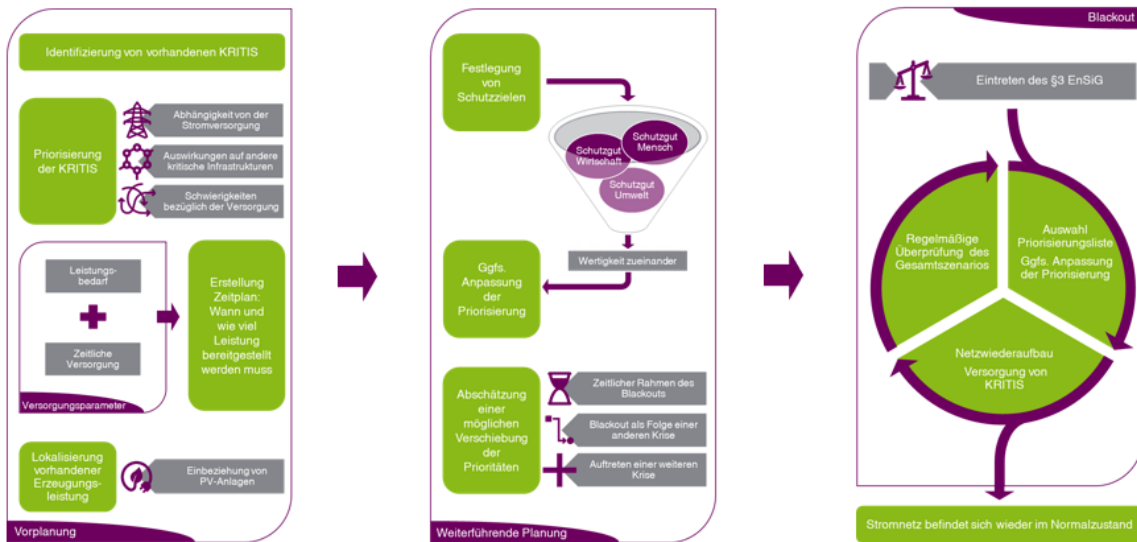 Identifizierung von vorhandenen KRITIS
Priorisierung
der KRITIS
Abhängigkeit von der
Stromversorgung
Auswirkungen auf andere
kritische Infrastrukturen
Schwierigkeiten
bezüglich der Versorgung
Leistungs-
bedarf
Zeitliche
Versorgung
Versorgungsparameter
Erstellung
Zeitplan:
Wann und
wie viel
Leistung
bereitgestellt
werden muss
Lokalisierung
vorhandener
Erzeugungs-
leistung
Einbeziehung von
PV-Anlagen
Vorplanung
Festlegung
von
Schutzzielen
Schutzgut
Wirtschaft
Schutzgut
Mensch
Schutzgut
Umwelt
Wertigkeit zueinander
Ggfs.
Anpassung
der
Priorisierung
Abschätzung
einer
möglichen
Verschiebung
der
Prioritäten
Zeitlicher Rahmen des
Blackouts
Blackout als Folge einer
anderen Krise
Auftreten einer weiteren
Krise
Weiterführende Planung
Blackout
Eintreten des §3 EnSiG
Regelmäßige
Überprüfung des
Gesamtszenarios
Auswahl
Priorisierungsliste
Ggfs. Anpassung
der Priorisierung
Netzwiederaufbau
Versorgung von
KRITIS
Stromnetz befindet sich wieder im Normalzustand